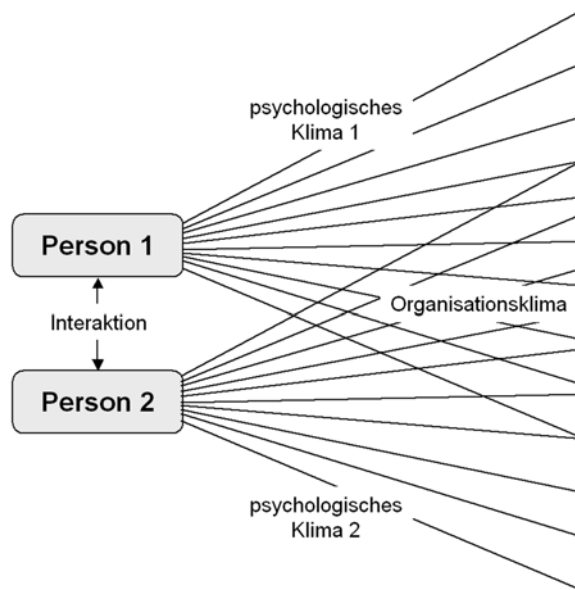 psychologisches
Klima 1
Person 1
Organisationsklima
Interaktion
Person 2
psychologisches
Klima 2